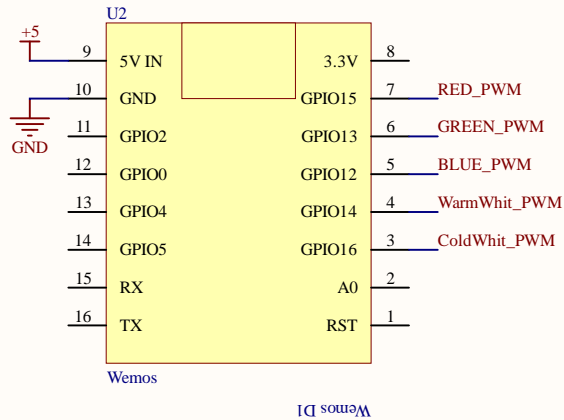 U2
+5
9 5V IN 3.3V 8
10 GND GPIO15 7 RED_PWM
GND 11 GPIO2 GPIO13 6 GREEN_PWM
12 GPIO0 GPIO12 5 BLUE_PWM
13 GPIO4 GPIO14 4 WarmWhit_PWM
14 GPIO5 GPIO16 3 ColdWhit_PWM
15 RX A0 2
16 TX RST 1
Wemos
Wemos D1